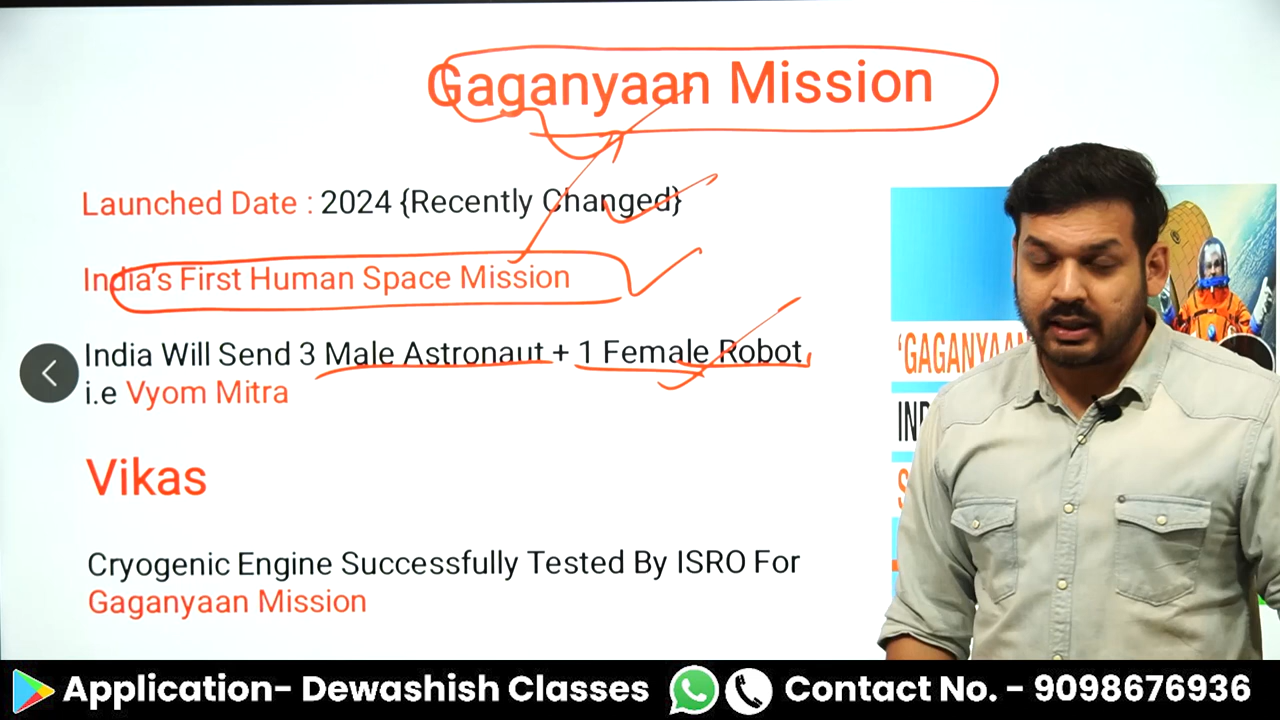 Gaganyaan Mission
Launched Date : 2024 {Recently Changed}
India's First Human Space Mission
India Will Send 3 Male Astronaut + 1 Female Robot,
i.e Vyom Mitra
Vikas
Cryogenic Engine Successfully Tested By ISRO For
Gaganyaan Mission
'GAGANYAAN
Application- Dewashish Classes
Contact No. - 9098676936